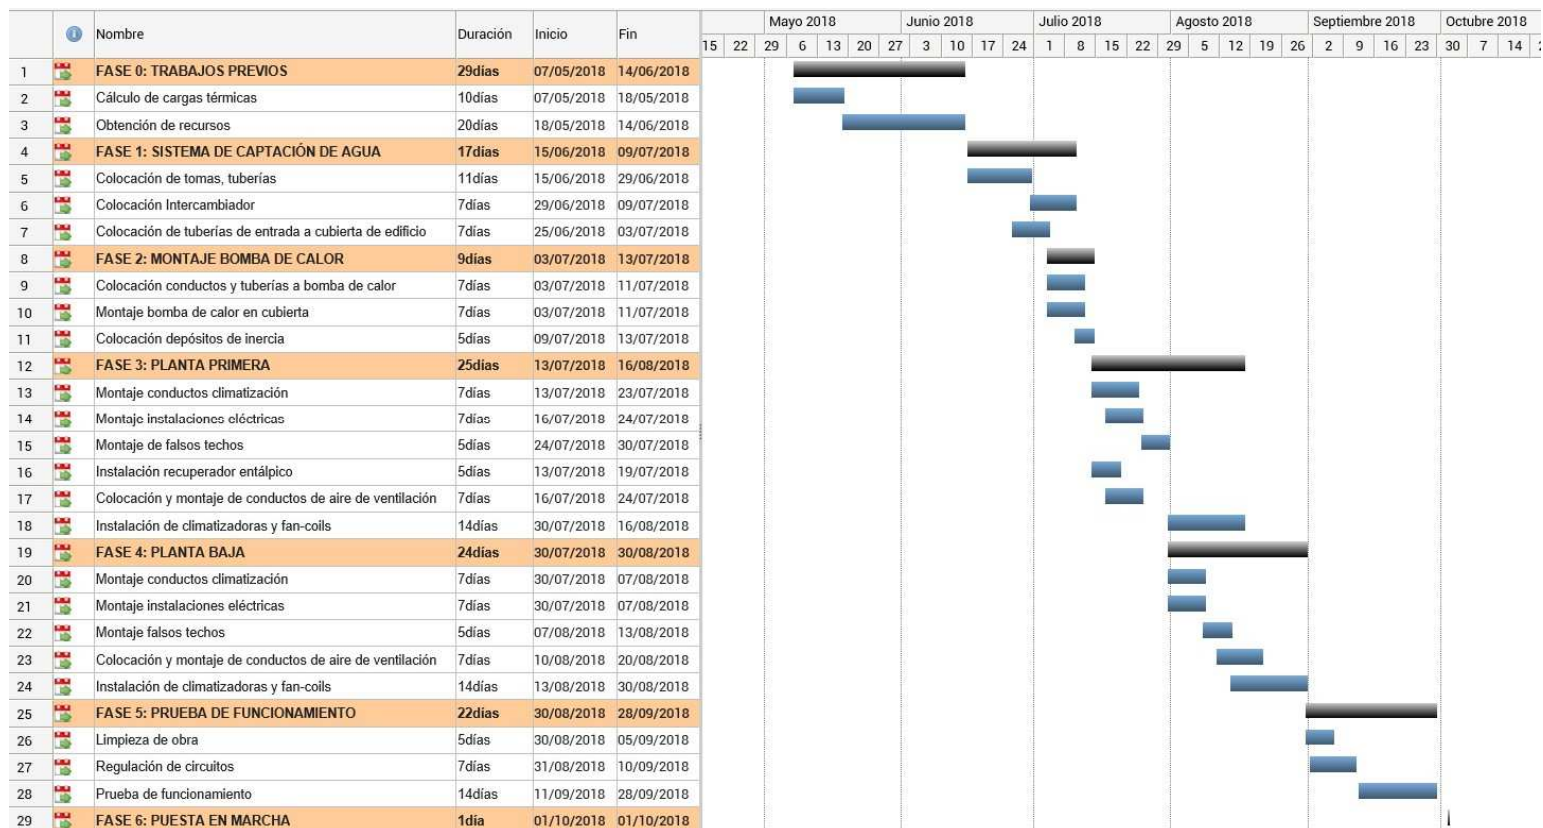 Nombre Duración Inicio Fin
Mayo 2018 Junio 2018 Julio 2018 Agosto 2018 Septiembre 2018 Octubre 2018
15 22 29 6 13 20 27 3 10 17 24 1 8 15 22 29 5 12 19 26 2 9 16 23 30 7 14
1 FASE 0: TRABAJOS PREVIOS 29días 07/05/2018 14/06/2018
2 Cálculo de cargas térmicas 10días 07/05/2018 18/05/2018
3 Obtención de recursos 20días 18/05/2018 14/06/2018
4 FASE 1: SISTEMA DE CAPTACIÓN DE AGUA 17días 15/06/2018 09/07/2018
5 Colocación de tomas, tuberías 11días 15/06/2018 29/06/2018
6 Colocación Intercambiador 7días 29/06/2018 09/07/2018
7 Colocación de tuberías de entrada a cubierta de edificio 7días 25/06/2018 03/07/2018
8 FASE 2: MONTAJE BOMBA DE CALOR 9días 03/07/2018 13/07/2018
9 Colocación conductos y tuberías a bomba de calor 7días 03/07/2018 11/07/2018
10 Montaje bomba de calor en cubierta 7días 03/07/2018 11/07/2018
11 Colocación depósitos de inercia 5días 09/07/2018 13/07/2018
12 FASE 3: PLANTA PRIMERA 25días 13/07/2018 16/08/2018
13 Montaje conductos climatización 7días 13/07/2018 23/07/2018
14 Montaje instalaciones eléctricas 7días 16/07/2018 24/07/2018
15 Montaje de falsos techos 5días 24/07/2018 30/07/2018
16 Instalación recuperador entálpico 5días 13/07/2018 19/07/2018
17 Colocación y montaje de conductos de aire de ventilación 7días 16/07/2018 24/07/2018
18 Instalación de climatizadoras y fan-coils 14días 30/07/2018 16/08/2018
19 FASE 4: PLANTA BAJA 24días 30/07/2018 30/08/2018
20 Montaje conductos climatización 7días 30/07/2018 07/08/2018
21 Montaje instalaciones eléctricas 7días 30/07/2018 07/08/2018
22 Montaje falsos techos 5días 07/08/2018 13/08/2018
23 Colocación y montaje de conductos de aire de ventilación 7días 10/08/2018 20/08/2018
24 Instalación de climatizadoras y fan-coils 14días 13/08/2018 30/08/2018
25 FASE 5: PRUEBA DE FUNCIONAMIENTO 22días 30/08/2018 28/09/2018
26 Limpieza de obra 5días 30/08/2018 05/09/2018
27 Regulación de circuitos 7días 31/08/2018 10/09/2018
28 Prueba de funcionamiento 14días 11/09/2018 28/09/2018
29 FASE 6: PUESTA EN MARCHA 1día 01/10/2018 01/10/2018